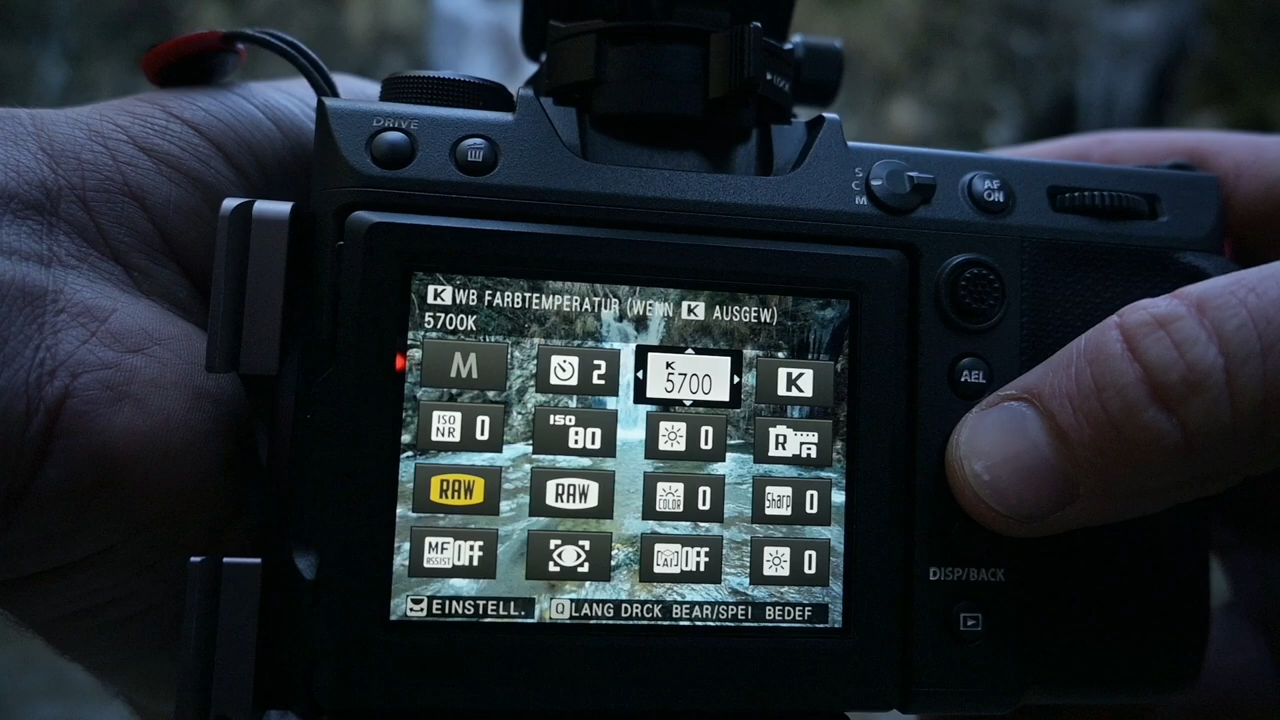 DRIVE
S
C
M
AF
ON
K WB FARBTEMPERATUR (WENN K AUSGEW)
5700K
M
2
K
5700
K
ISO
NR 0
ISO
80
0
R A
AEL
RAW
RAW
COLOR 0
Sharp 0
MF
ASSIST OFF
AI OFF
0
DISP/BACK
EINSTELL.
Q LANG DRCK BEAR/SPEI BEDEF